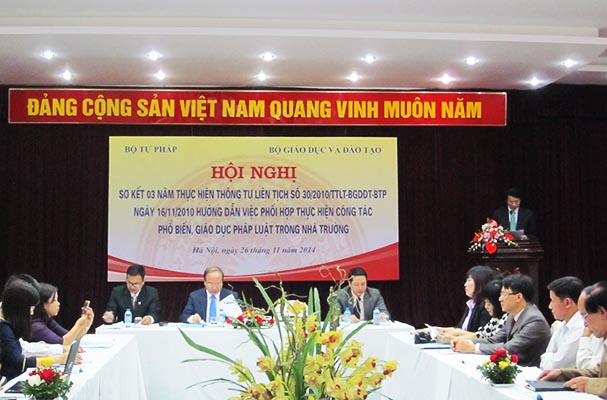 ĐẢNG CỘNG SẢN VIỆT NAM QUANG VINH MUÔN NĂM
BỘ TƯ PHÁP BỘ GIÁO DỤC VÀ ĐÀO TẠO
HỘI NGHỊ
SƠ KẾT 03 NĂM THỰC HIỆN THÔNG TƯ LIÊN TỊCH SỐ 30/2010/TTLT-BGDĐT-BTP
NGÀY 16/11/2010 HƯỚNG DẪN VIỆC PHỐI HỢP THỰC HIỆN CÔNG TÁC
PHỔ BIẾN, GIÁO DỤC PHÁP LUẬT TRONG NHÀ TRƯỜNG
Hà Nội, ngày 26 tháng 11 năm 2014